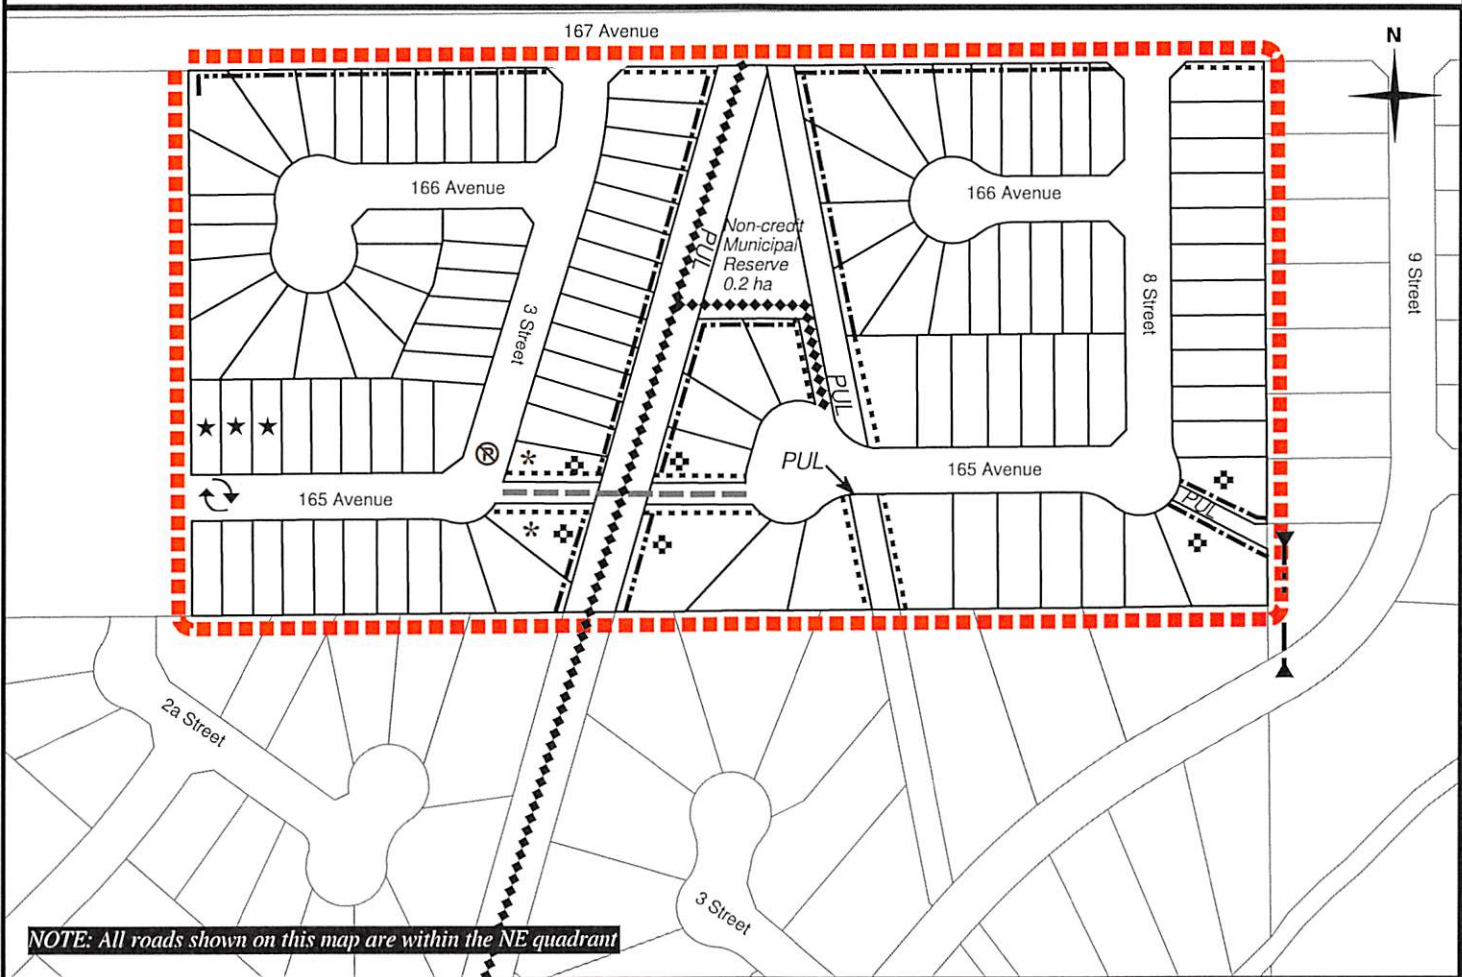 167 Avenue
N
166 Avenue
166 Avenue
Non-credit
Municipal
Reserve
0.2 ha
PUL
3 Street
8 Street
9 Street
PUL
R
165 Avenue
PUL
165 Avenue
PUL
2a Street
3 Street
NOTE: All roads shown on this map are within the NE quadrant